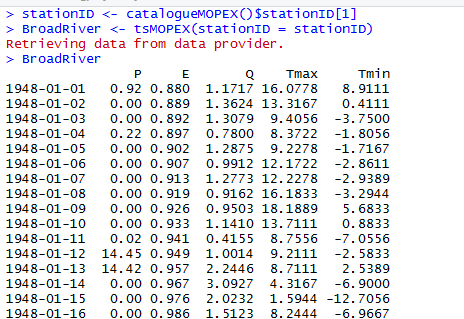 > stationID <- catalogueMOPEX()$stationID[1]
> BroadRiver <- tsMOPEX(stationID = stationID)
Retrieving data from data provider.
> BroadRiver
P E Q Tmax Tmin
1948-01-01 0.92 0.880 1.1717 16.0778 8.9111
1948-01-02 0.00 0.889 1.3624 13.3167 0.4111
1948-01-03 0.00 0.892 1.3079 9.4056 -3.7500
1948-01-04 0.22 0.897 0.7800 8.3722 -1.8056
1948-01-05 0.00 0.902 1.2875 9.2278 -1.7167
1948-01-06 0.00 0.907 0.9912 12.1722 -2.8611
1948-01-07 0.00 0.913 1.2773 12.2278 -2.9389
1948-01-08 0.00 0.919 0.9162 16.1833 -3.2944
1948-01-09 0.00 0.926 0.9503 18.1889 5.6833
1948-01-10 0.00 0.933 1.1410 13.7111 0.8833
1948-01-11 0.02 0.941 0.4155 8.7556 -7.0556
1948-01-12 14.45 0.949 1.0014 9.2111 -2.5833
1948-01-13 14.42 0.957 2.2446 8.7111 2.5389
1948-01-14 0.00 0.967 3.0927 4.3167 -6.9000
1948-01-15 0.00 0.976 2.0232 1.5944 -12.7056
1948-01-16 0.00 0.986 1.5123 8.2444 -6.9667